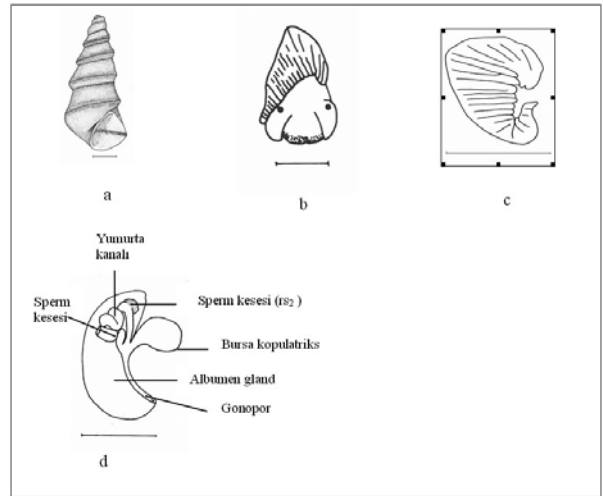 a
b
c
Yumurta
kanalı
Sperm
kesesi
Sperm kesesi (rs₂ )
Bursa kopulatriks
Albumen gland
Gonopor
d